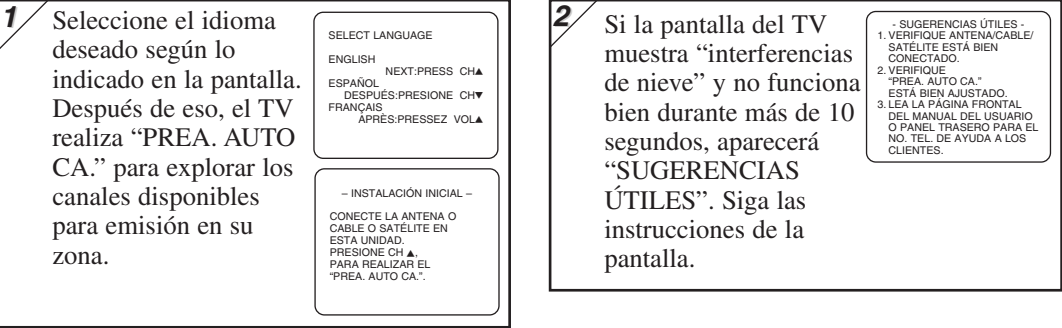 1
Seleccione el idioma
deseado según lo
indicado en la pantalla.
Después de eso, el TV
realiza “PREA. AUTO
CA.” para explorar los
canales disponibles
para emisión en su
zona.
SELECT LANGUAGE
ENGLISH
NEXT:PRESS CH▲
ESPAÑOL
DESPUÉS:PRESIONE CH▼
FRANÇAIS
APRÈS:PRESSEZ VOL▲
– INSTALACIÓN INICIAL –
CONECTE LA ANTENA O
CABLE O SATÉLITE EN
ESTA UNIDAD.
PRESIONE CH ▲,
PARA REALIZAR EL
“PREA. AUTO CA.”.
2
Si la pantalla del TV
muestra “interferencias
de nieve” y no funciona
bien durante más de 10
segundos, aparecerá
“SUGERENCIAS
ÚTILES”. Siga las
instrucciones de la
pantalla.
- SUGERENCIAS ÚTILES -
1. VERIFIQUE ANTENA/CABLE/
SATÉLITE ESTÁ BIEN
CONECTADO.
2. VERIFIQUE
“PREA. AUTO CA.”
ESTÁ BIEN AJUSTADO.
3. LEA LA PÁGINA FRONTAL
DEL MANUAL DEL USUARIO
O PANEL TRASERO PARA EL
NO. TEL. DE AYUDA A LOS
CLIENTES.